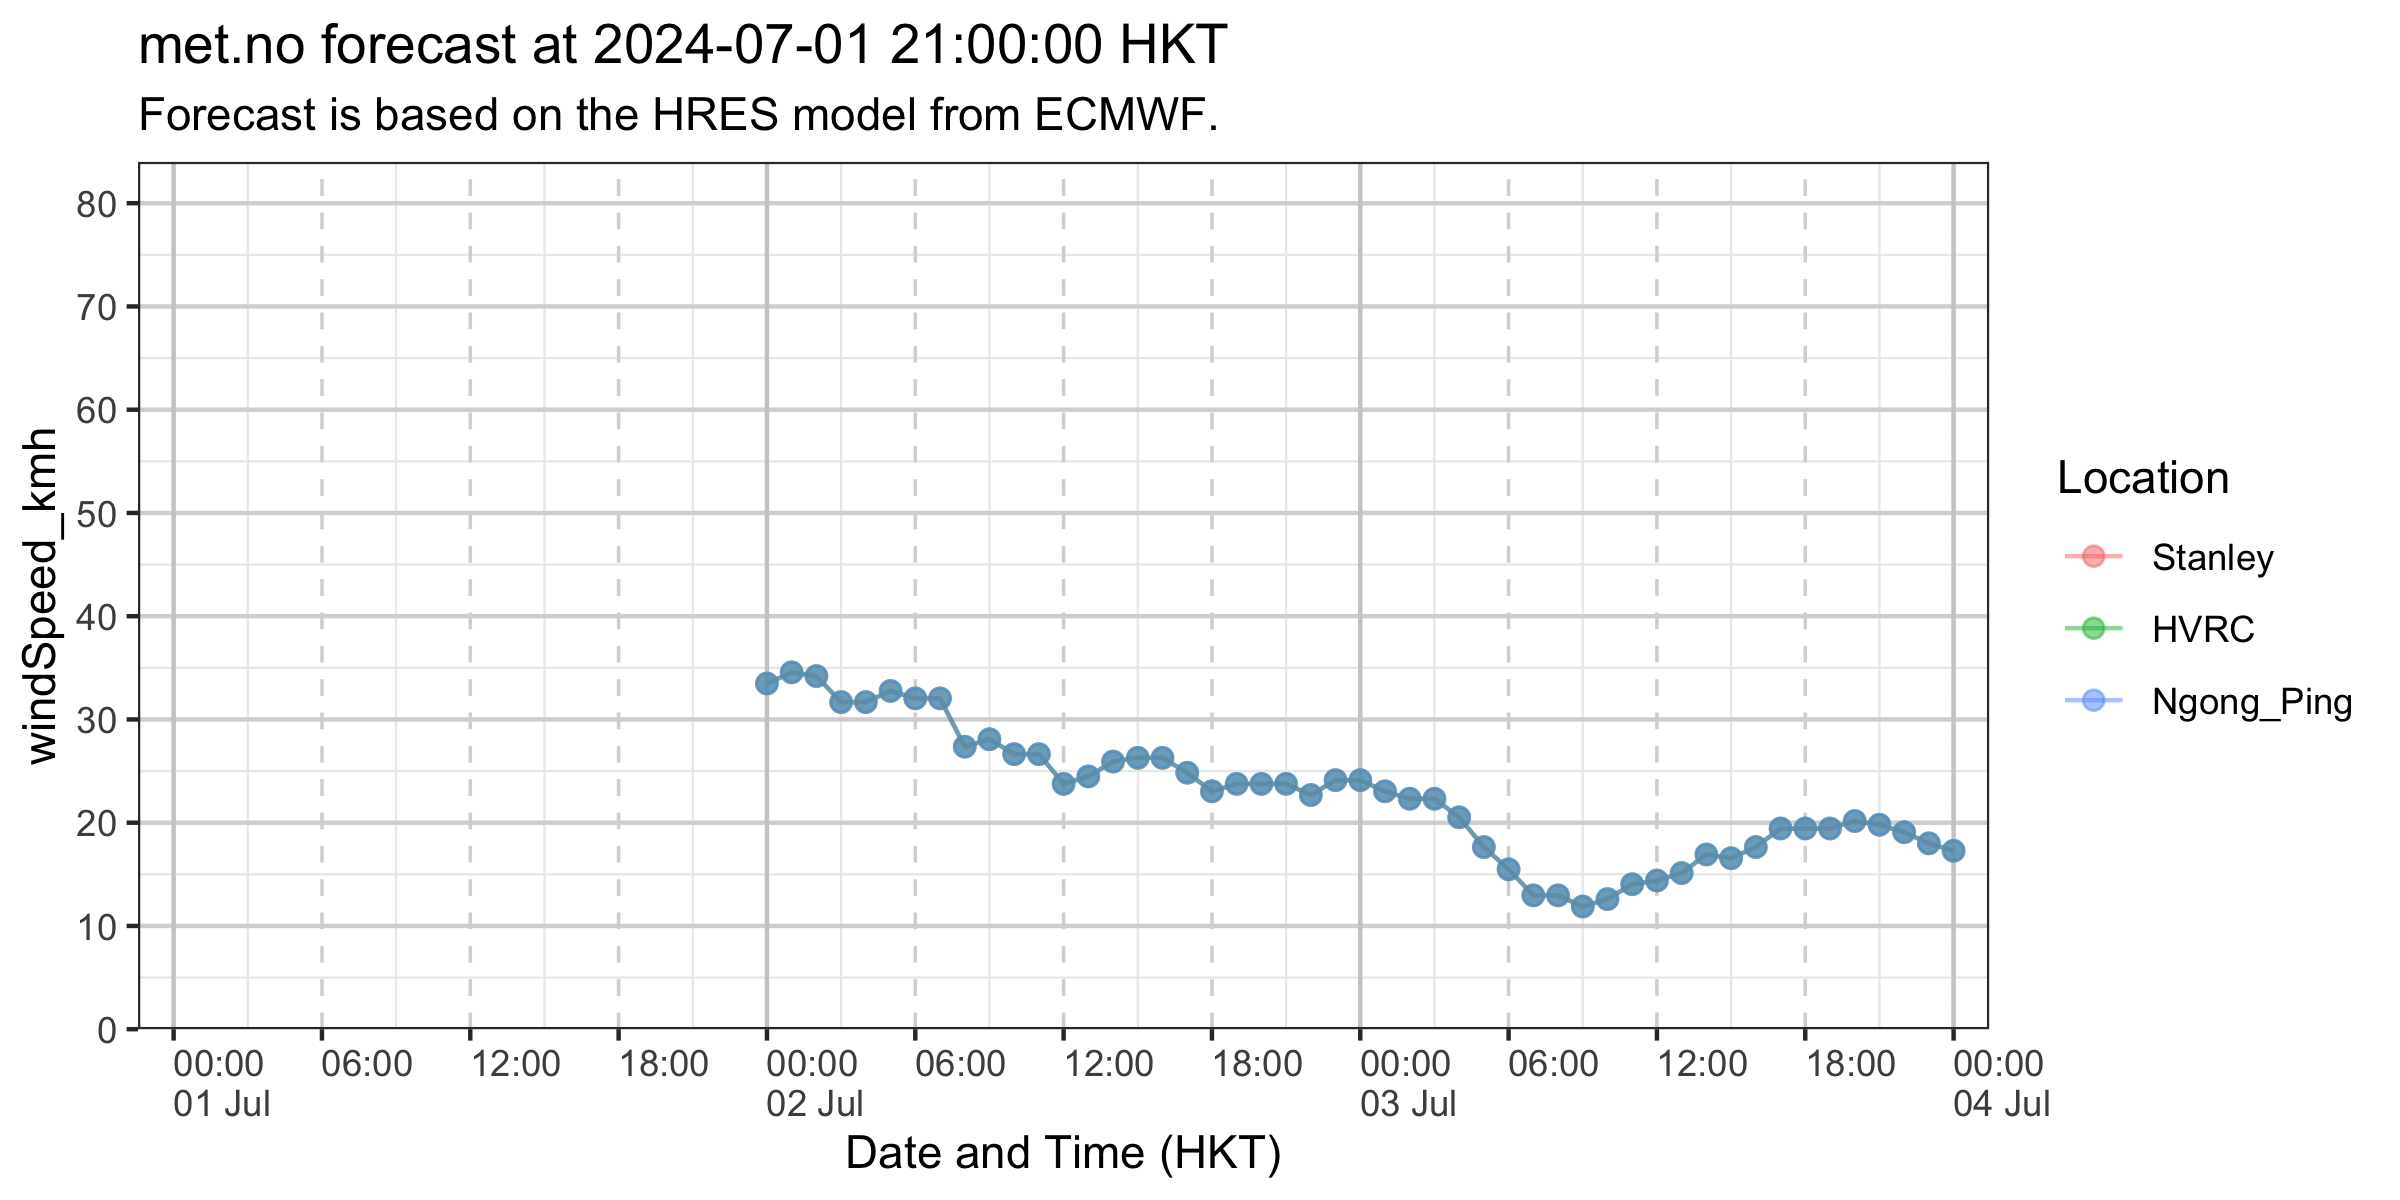 met.no forecast at 2024-07-01 21:00:00 HKT
Forecast is based on the HRES model from ECMWF.
windSpeed_kmh
80
70
60
50
40
30
20
10
0
00:00 06:00 12:00 18:00 00:00 06:00 12:00 18:00 00:00 06:00 12:00 18:00 00:00
01 Jul 02 Jul 03 Jul 04 Jul
Date and Time (HKT)
Location
Stanley
HVRC
Ngong_Ping